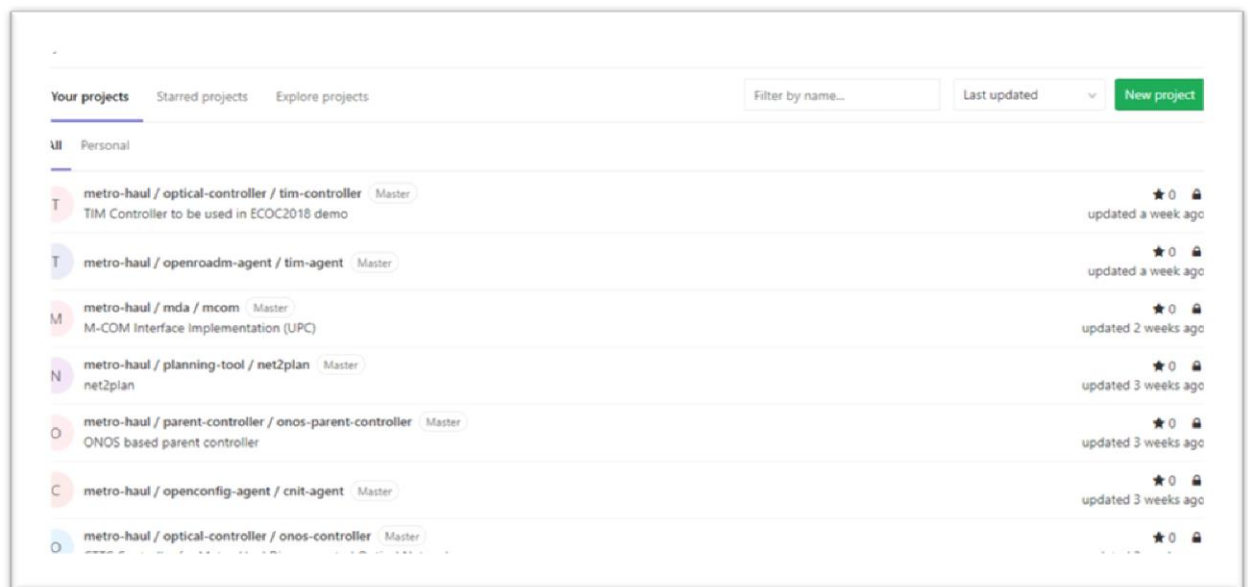 Your projects Starred projects Explore projects Filter by name... Last updated New project
All Personal
T metro-haul / optical-controller / tim-controller Master 0
TIM Controller to be used in ECOC2018 demo updated a week ago
T metro-haul / openroadm-agent / tim-agent Master 0
updated a week ago
M metro-haul / mda / mcom Master 0
M-COM Interface Implementation (UPC) updated 2 weeks ago
N metro-haul / planning-tool / net2plan Master 0
net2plan updated 3 weeks ago
O metro-haul / parent-controller / onos-parent-controller Master 0
ONOS based parent controller updated 3 weeks ago
C metro-haul / openconfig-agent / cnit-agent Master 0
updated 3 weeks ago
O metro-haul / optical-controller / onos-controller Master 0